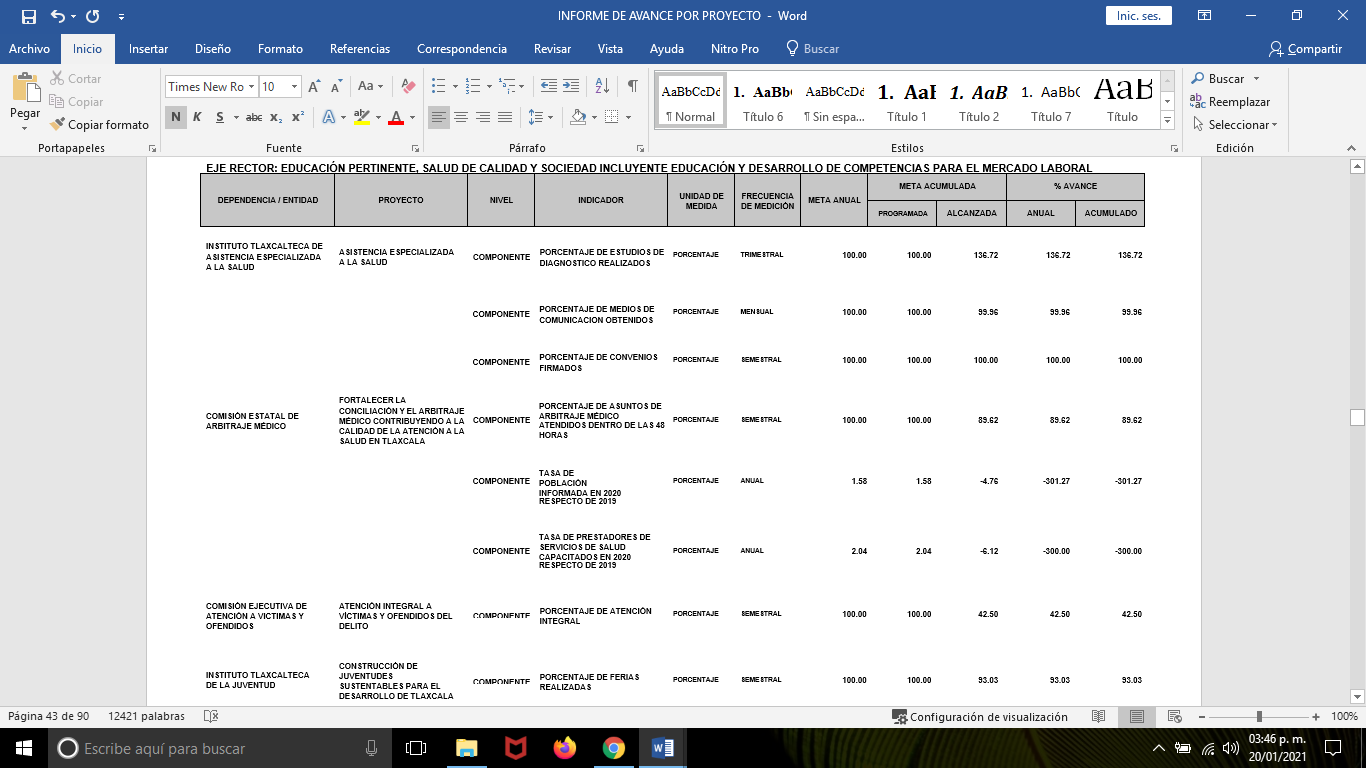 INFORME DE AVANCE POR PROYECTO - Word
Inic. ses.
Archivo Inicio Insertar Diseño Formato Referencias Correspondencia Revisar Vista Ayuda Nitro Pro Buscar Compartir
Pegar
Cortar
Copiar
Copiar formato
Portapapeles
Times New Ro 10
N K S abc x₂ x²
Fuente
Párrafo
AaBbCcDd 1. AaBb( AaBbCcDd 1. AaB 1. AaB 1. AaBb( AaB
¶ Normal Título 6 ¶ Sin espa... Título 1 Título 2 Título 7 Título
Estilos
Buscar
Reemplazar
Seleccionar
Edición
EJE RECTOR: EDUCACIÓN PERTINENTE, SALUD DE CALIDAD Y SOCIEDAD INCLUYENTE EDUCACIÓN Y DESARROLLO DE COMPETENCIAS PARA EL MERCADO LABORAL
DEPENDENCIA / ENTIDAD PROYECTO NIVEL INDICADOR UNIDAD DE MEDIDA FRECUENCIA DE MEDICIÓN META ANUAL META ACUMULADA % AVANCE
PROGRAMADA ALCANZADA ANUAL ACUMULADO
INSTITUTO TLAXCALTECA DE
ASISTENCIA ESPECIALIZADA
A LA SALUD
ASISTENCIA ESPECIALIZADA
A LA SALUD
COMPONENTE
PORCENTAJE DE ESTUDIOS DE
DIAGNOSTICO REALIZADOS
PORCENTAJE TRIMESTRAL 100.00 100.00 136.72 136.72 136.72
COMPONENTE
PORCENTAJE DE MEDIOS DE
COMUNICACION OBTENIDOS
PORCENTAJE MENSUAL 100.00 100.00 99.96 99.96 99.96
COMPONENTE
PORCENTAJE DE CONVENIOS
FIRMADOS
PORCENTAJE SEMESTRAL 100.00 100.00 100.00 100.00 100.00
COMISIÓN ESTATAL DE
ARBITRAJE MÉDICO
FORTALECER LA
CONCILIACIÓN Y EL ARBITRAJE
MÉDICO CONTRIBUYENDO A LA
CALIDAD DE LA ATENCIÓN A LA
SALUD EN TLAXCALA
COMPONENTE
PORCENTAJE DE ASUNTOS DE
ARBITRAJE MÉDICO
ATENDIDOS DENTRO DE LAS 48
HORAS
PORCENTAJE SEMESTRAL 100.00 100.00 89.62 89.62 89.62
COMPONENTE
TASA DE
POBLACIÓN
INFORMADA EN 2020
RESPECTO DE 2019
PORCENTAJE ANUAL 1.58 1.58 -4.76 -301.27 -301.27
COMPONENTE
TASA DE PRESTADORES DE
SERVICIOS DE SALUD
CAPACITADOS EN 2020
RESPECTO DE 2019
PORCENTAJE ANUAL 2.04 2.04 -6.12 -300.00 -300.00
COMISIÓN EJECUTIVA DE
ATENCIÓN A VICTIMAS Y
OFENDIDOS
ATENCIÓN INTEGRAL A
VÍCTIMAS Y OFENDIDOS DEL
DELITO
COMPONENTE
PORCENTAJE DE ATENCIÓN
INTEGRAL
PORCENTAJE SEMESTRAL 100.00 100.00 42.50 42.50 42.50
INSTITUTO TLAXCALTECA
DE LA JUVENTUD
CONSTRUCCIÓN DE
JUVENTUDES
SUSTENTABLES PARA EL
DESARROLLO DE TLAXCALA
COMPONENTE
PORCENTAJE DE FERIAS
REALIZADAS
PORCENTAJE SEMESTRAL 100.00 100.00 93.03 93.03 93.03
Página 43 de 90 12421 palabras Configuración de visualización 100%
Escribe aquí para buscar
03:46 p. m.
20/01/2021